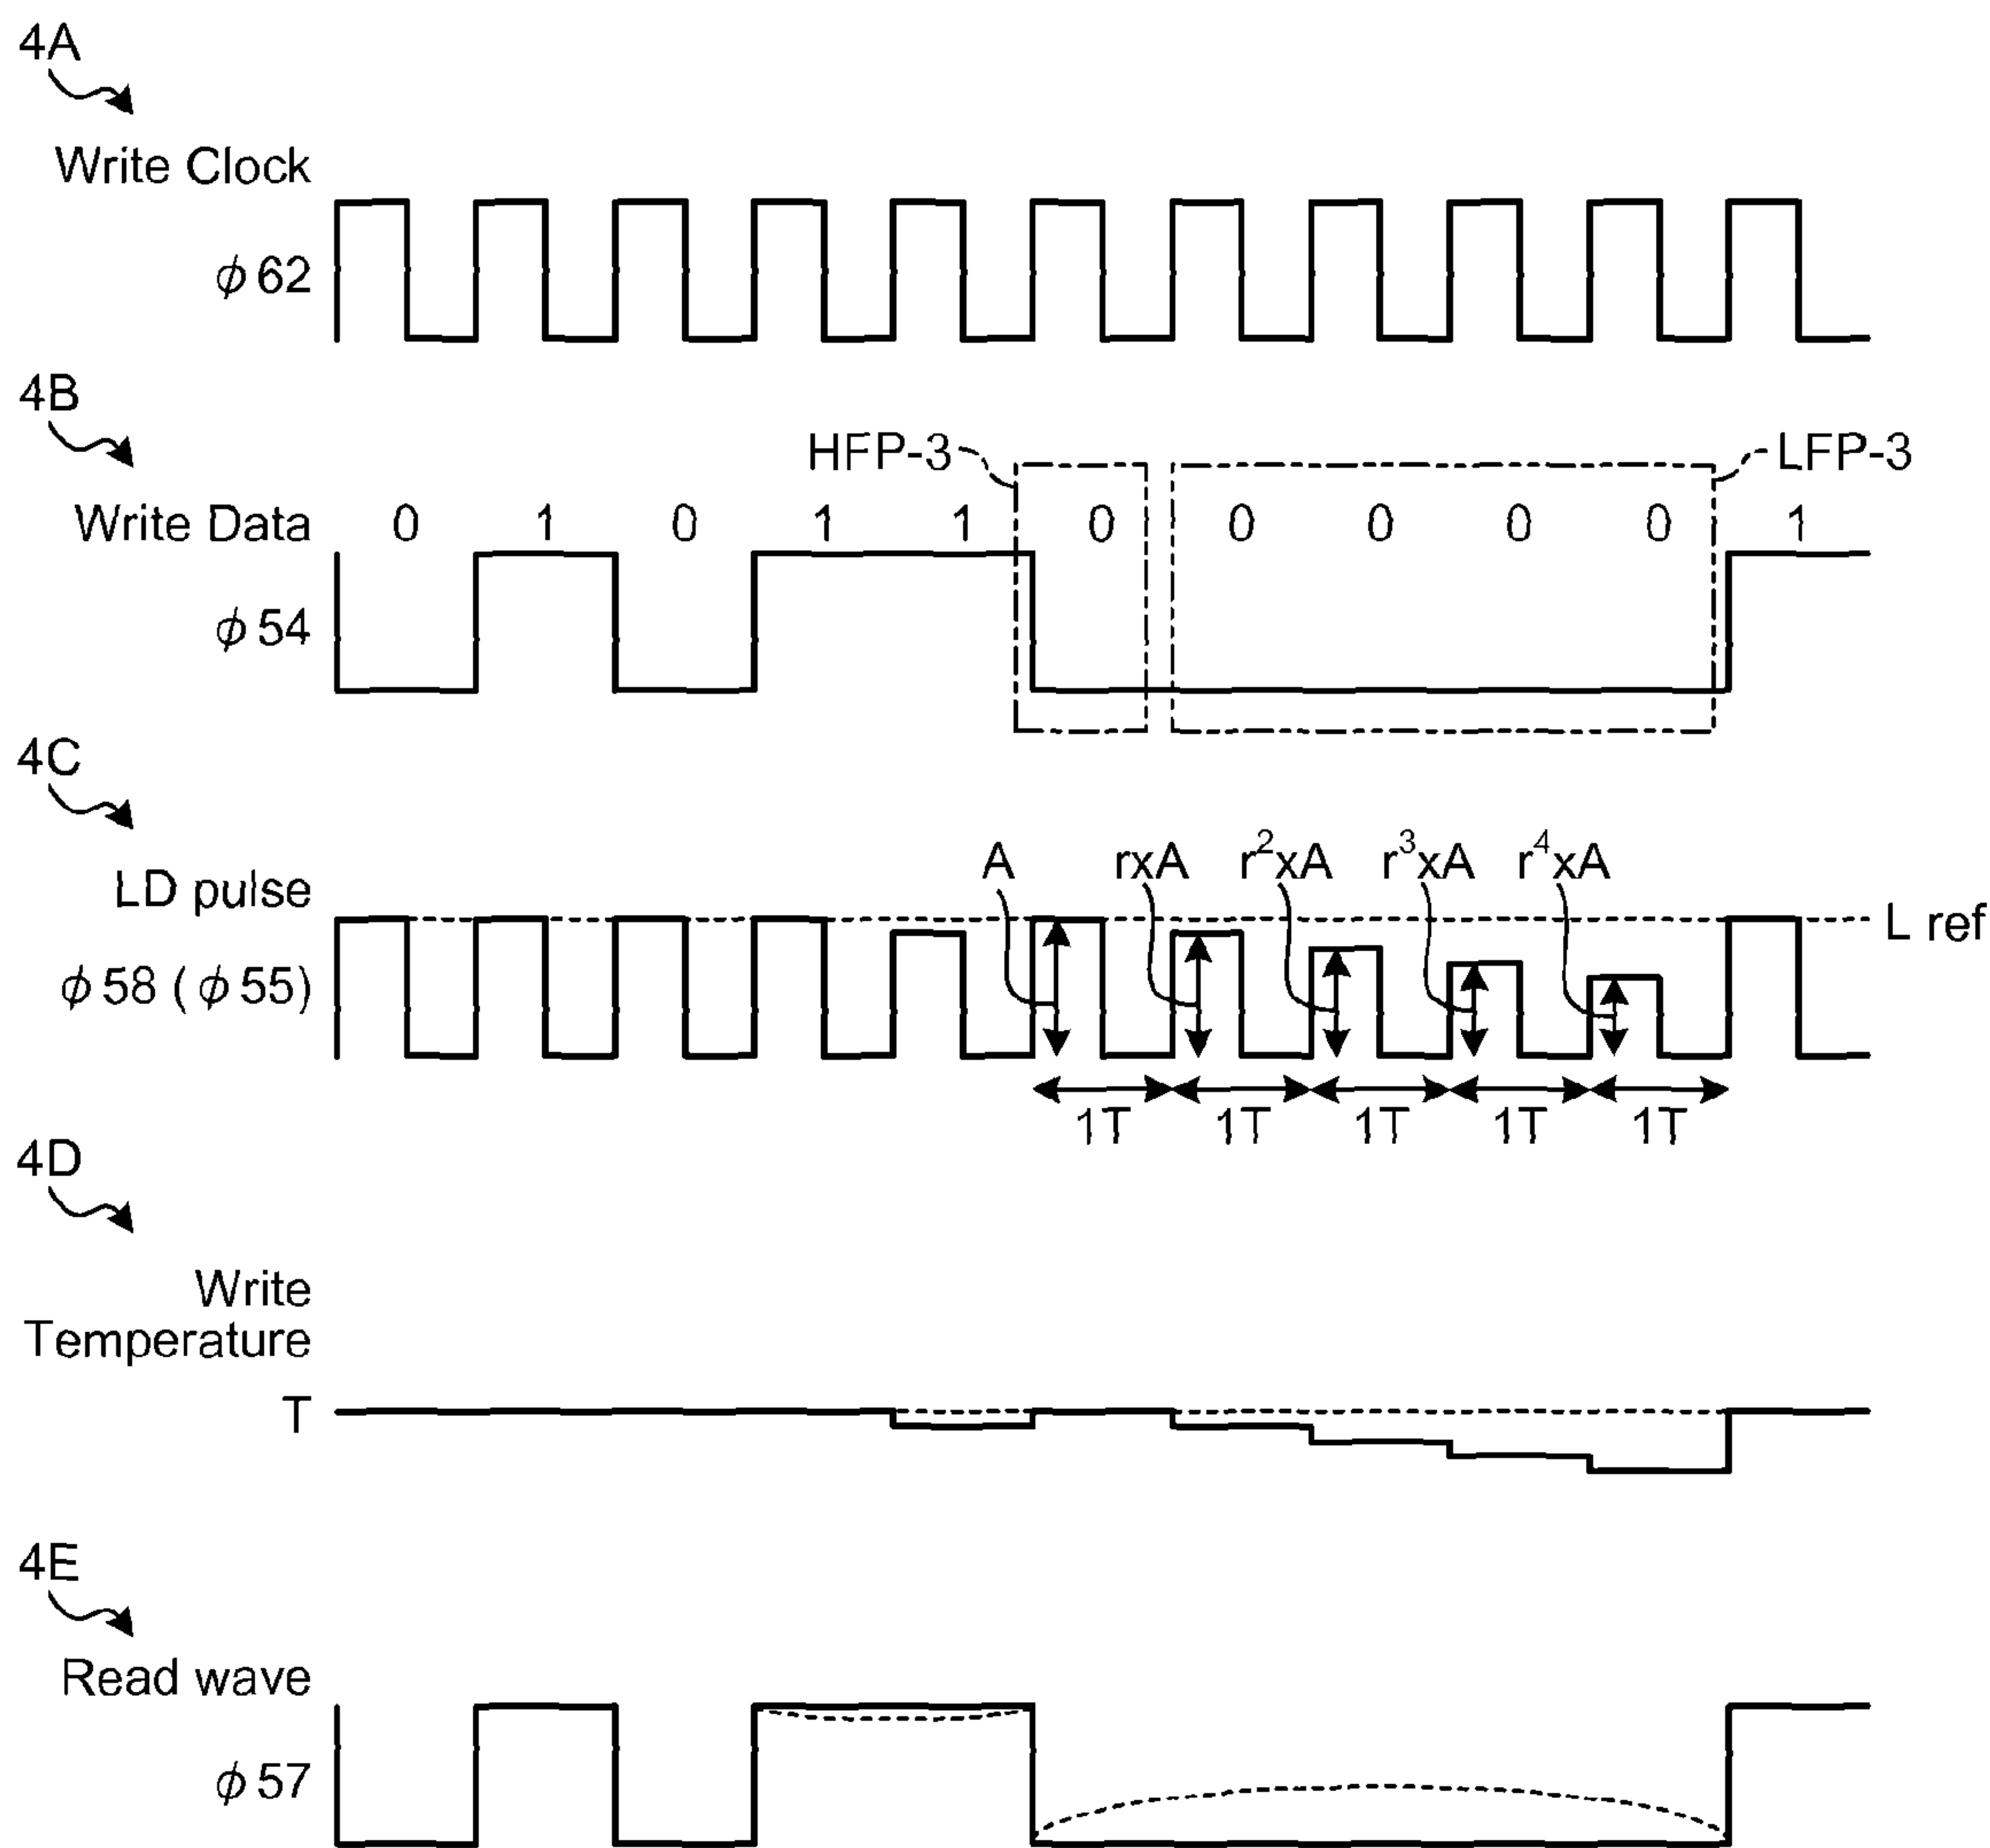 4A
Write Clock
ϕ62
4B
HFP-3
LFP-3
Write Data 0 1 0 1 1 0 0 0 0 0 1
ϕ54
4C
A rxA r²xA r³xA r⁴xA
LD pulse
L ref
ϕ58 (ϕ55)
1T 1T 1T 1T 1T
4D
Write
Temperature
T
4E
Read wave
ϕ57